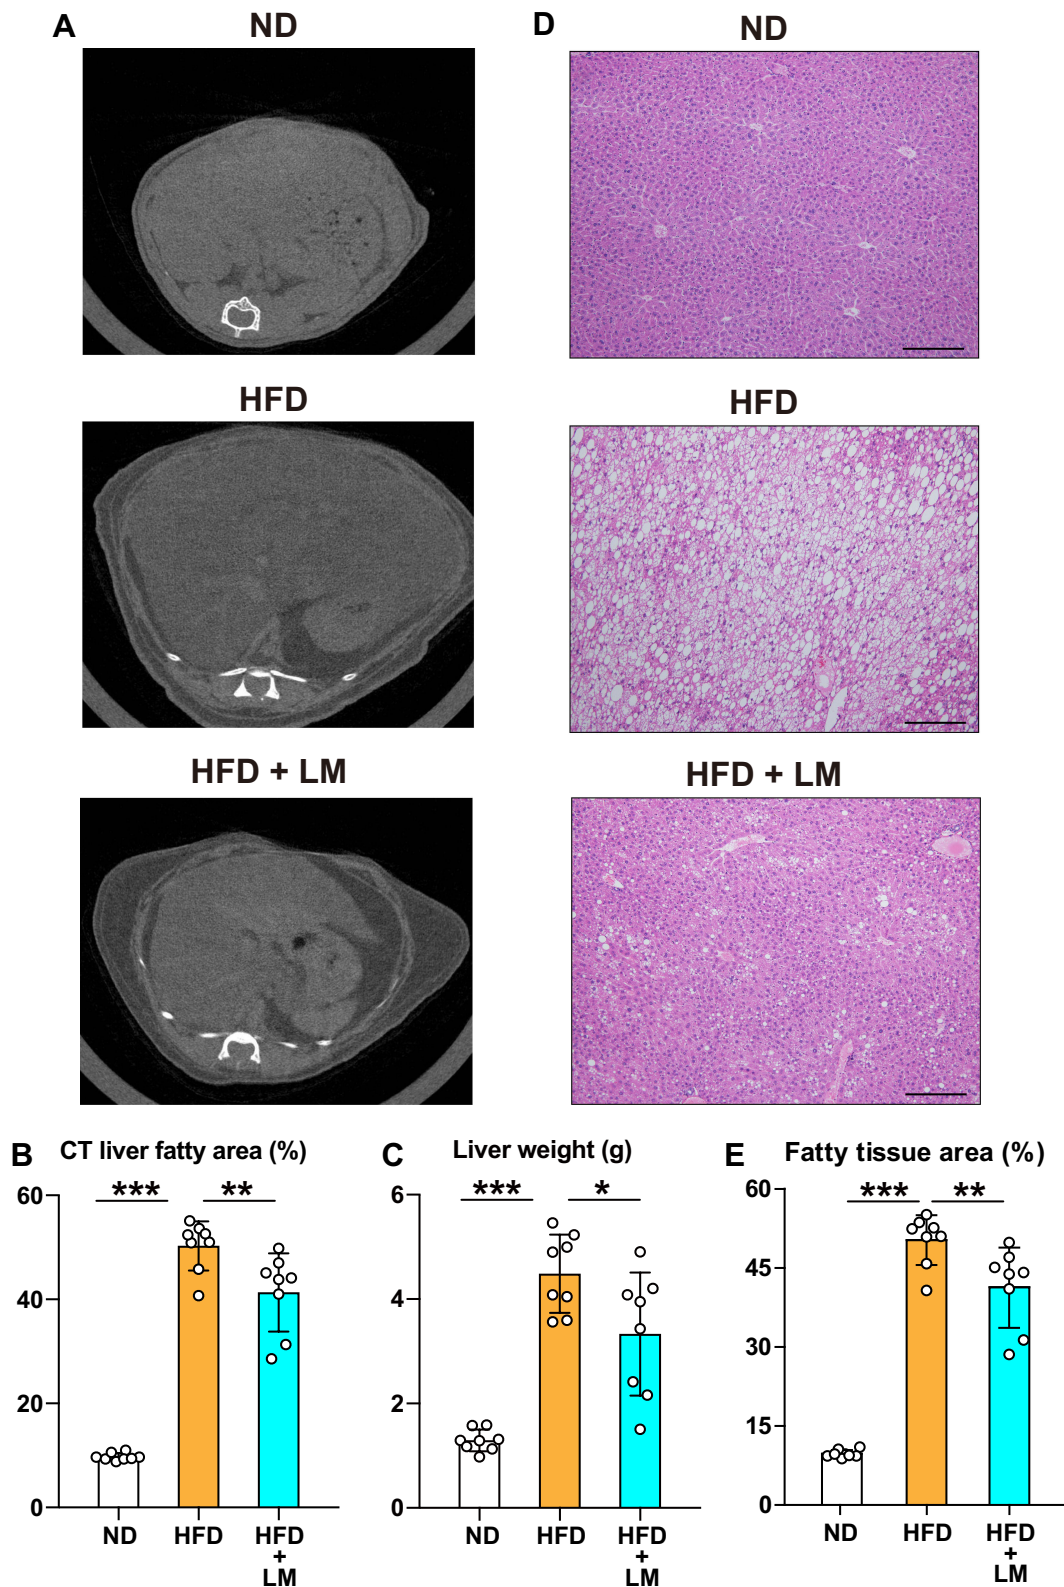 A
ND
HFD
HFD + LM
D
ND
HFD
HFD + LM
B
CT liver fatty area (%)
***
**
60
40
20
0
ND
HFD
HFD
+
LM
C
Liver weight (g)
***
*
6
4
2
0
ND
HFD
HFD
+
LM
E
Fatty tissue area (%)
***
**
60
45
30
15
0
ND
HFD
HFD
+
LM